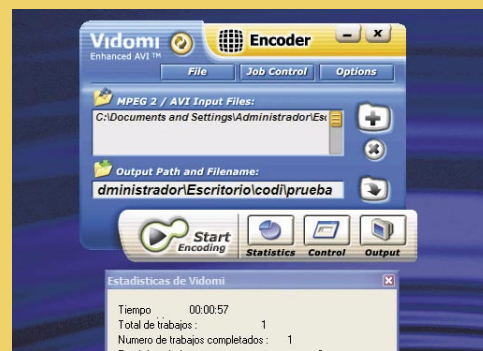 Vidomi
Encoder
Enhanced AVI ™
File Job Control Options
MPEG 2 / AVI Input Files:
C:\Documents and Settings\Administrador\Esc
Output Path and Filename:
dministrador\Escritorio\codi\prueba
Start
Encoding
Statistics Control Output
Estadisticas de Vidomi
Tiempo 00:00:57
Total de trabajos : 1
Numero de trabajos completados : 1